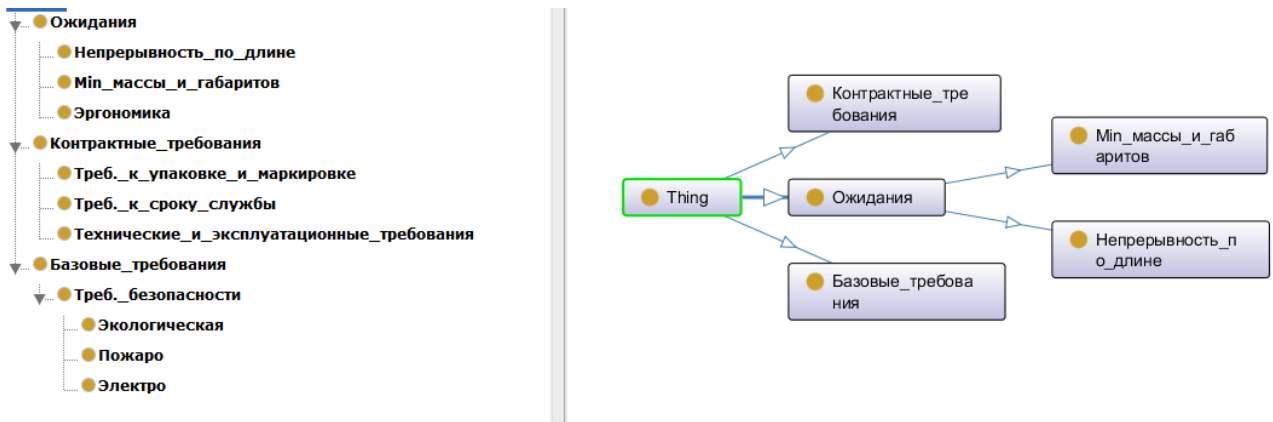 Ожидания
Непрерывность_по_длине
Min_массы_и_габаритов
Эргономика
Контрактные_требования
Треб._к_упаковке_и_маркировке
Треб._к_сроку_службы
Технические_и_эксплуатационные_требования
Базовые_требования
Треб._безопасности
Экологическая
Пожаро
Электро
Контрактные_тре
бования
Min_массы_и_габ
аритов
Thing
Ожидания
Непрерывность_п
о_длине
Базовые_требова
ния